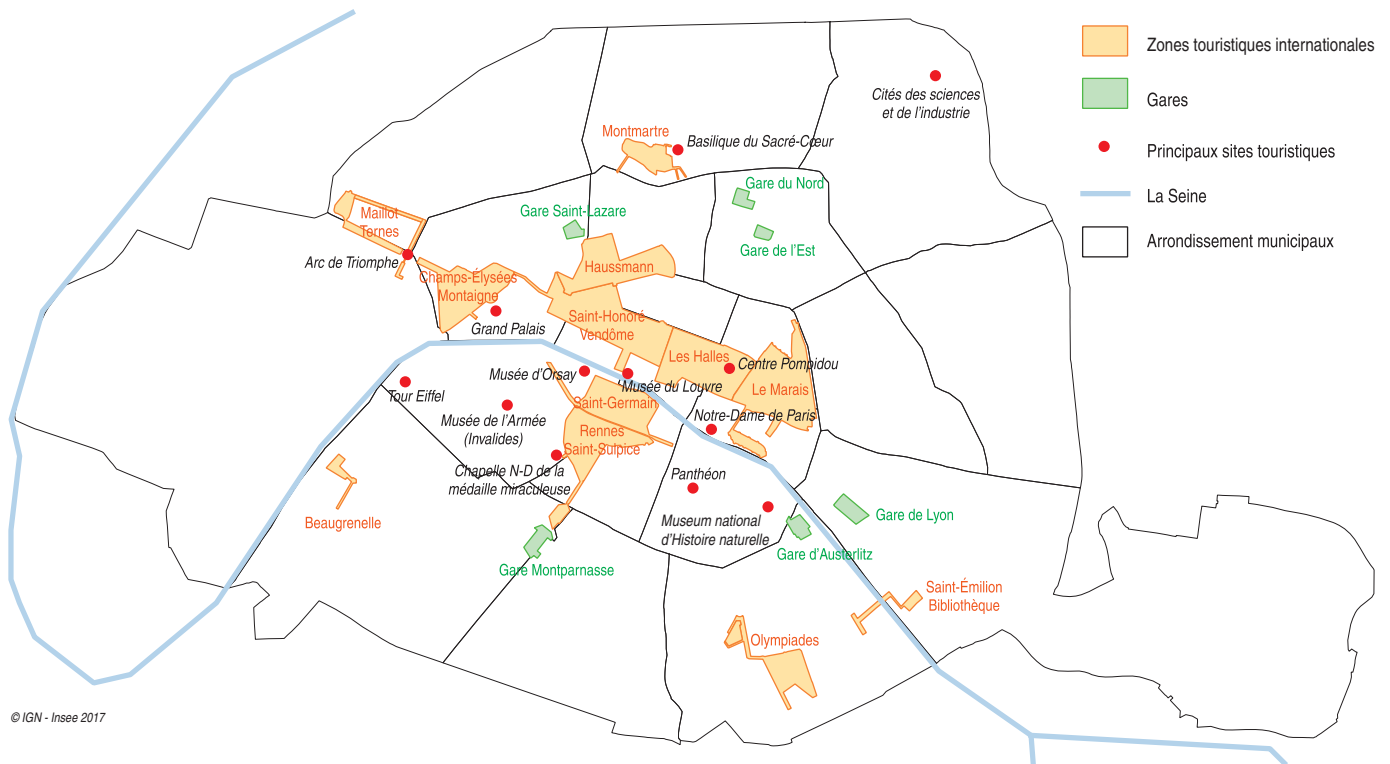 Zones touristiques internationales
Gares
Principaux sites touristiques
La Seine
Arrondissement municipaux
Cités des sciences
et de l'industrie
Montmartre
Basilique du Sacré-Cœur
Gare du Nord
Gare de l'Est
Gare Saint-Lazare
Maillot
Ternes
Arc de Triomphe
Champs-Élysées
Montaigne
Grand Palais
Haussmann
Saint-Honoré
Vendôme
Les Halles
Centre Pompidou
Le Marais
Musée d'Orsay
Musée du Louvre
Tour Eiffel
Saint-Germain
Notre-Dame de Paris
Musée de l'Armée
(Invalides)
Rennes
Saint-Sulpice
Chapelle N-D de la
médaille miraculeuse
Panthéon
Beaugrenelle
Museum national
d'Histoire naturelle
Gare de Lyon
Gare d'Austerlitz
Gare Montparnasse
Saint-Émilion
Bibliothèque
Olympiades
© IGN - Insee 2017